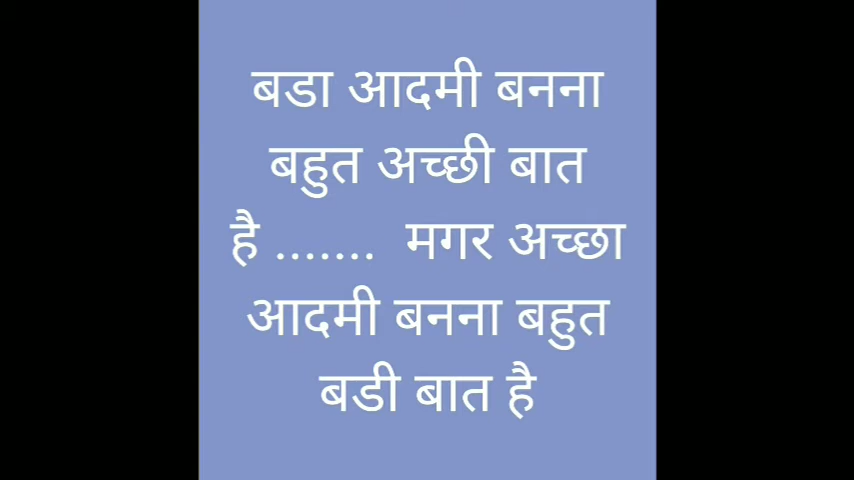 बडा आदमी बनना
बहुत अच्छी बात
है ....... मगर अच्छा
आदमी बनना बहुत
बडी बात है